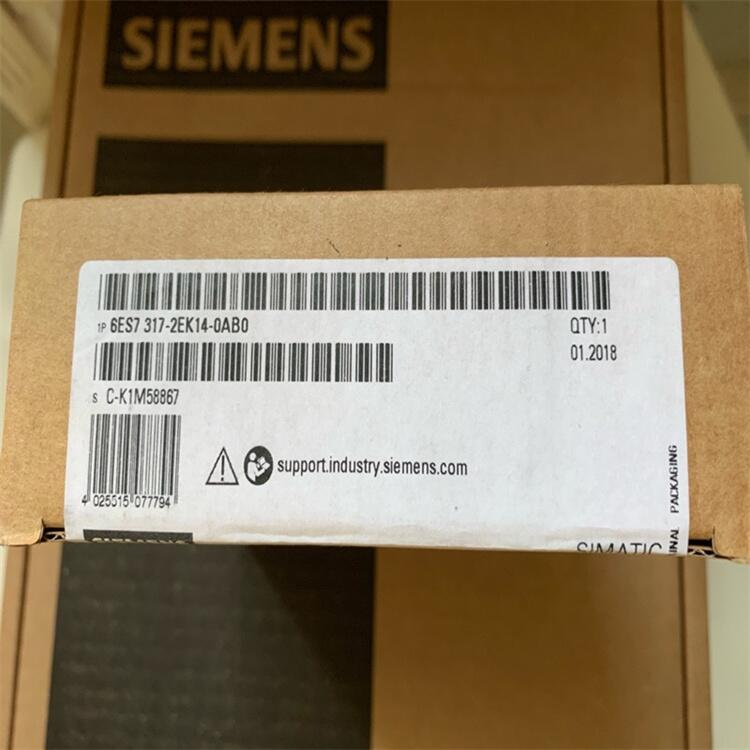 SIEMENS
1P 6ES7 317-2EK14-0AB0 QTY:1
01.2018
S C-K1M58867
support.industry.siemens.com
4 025515 077794
PACKAGING
SIEMENS
SIMATIC